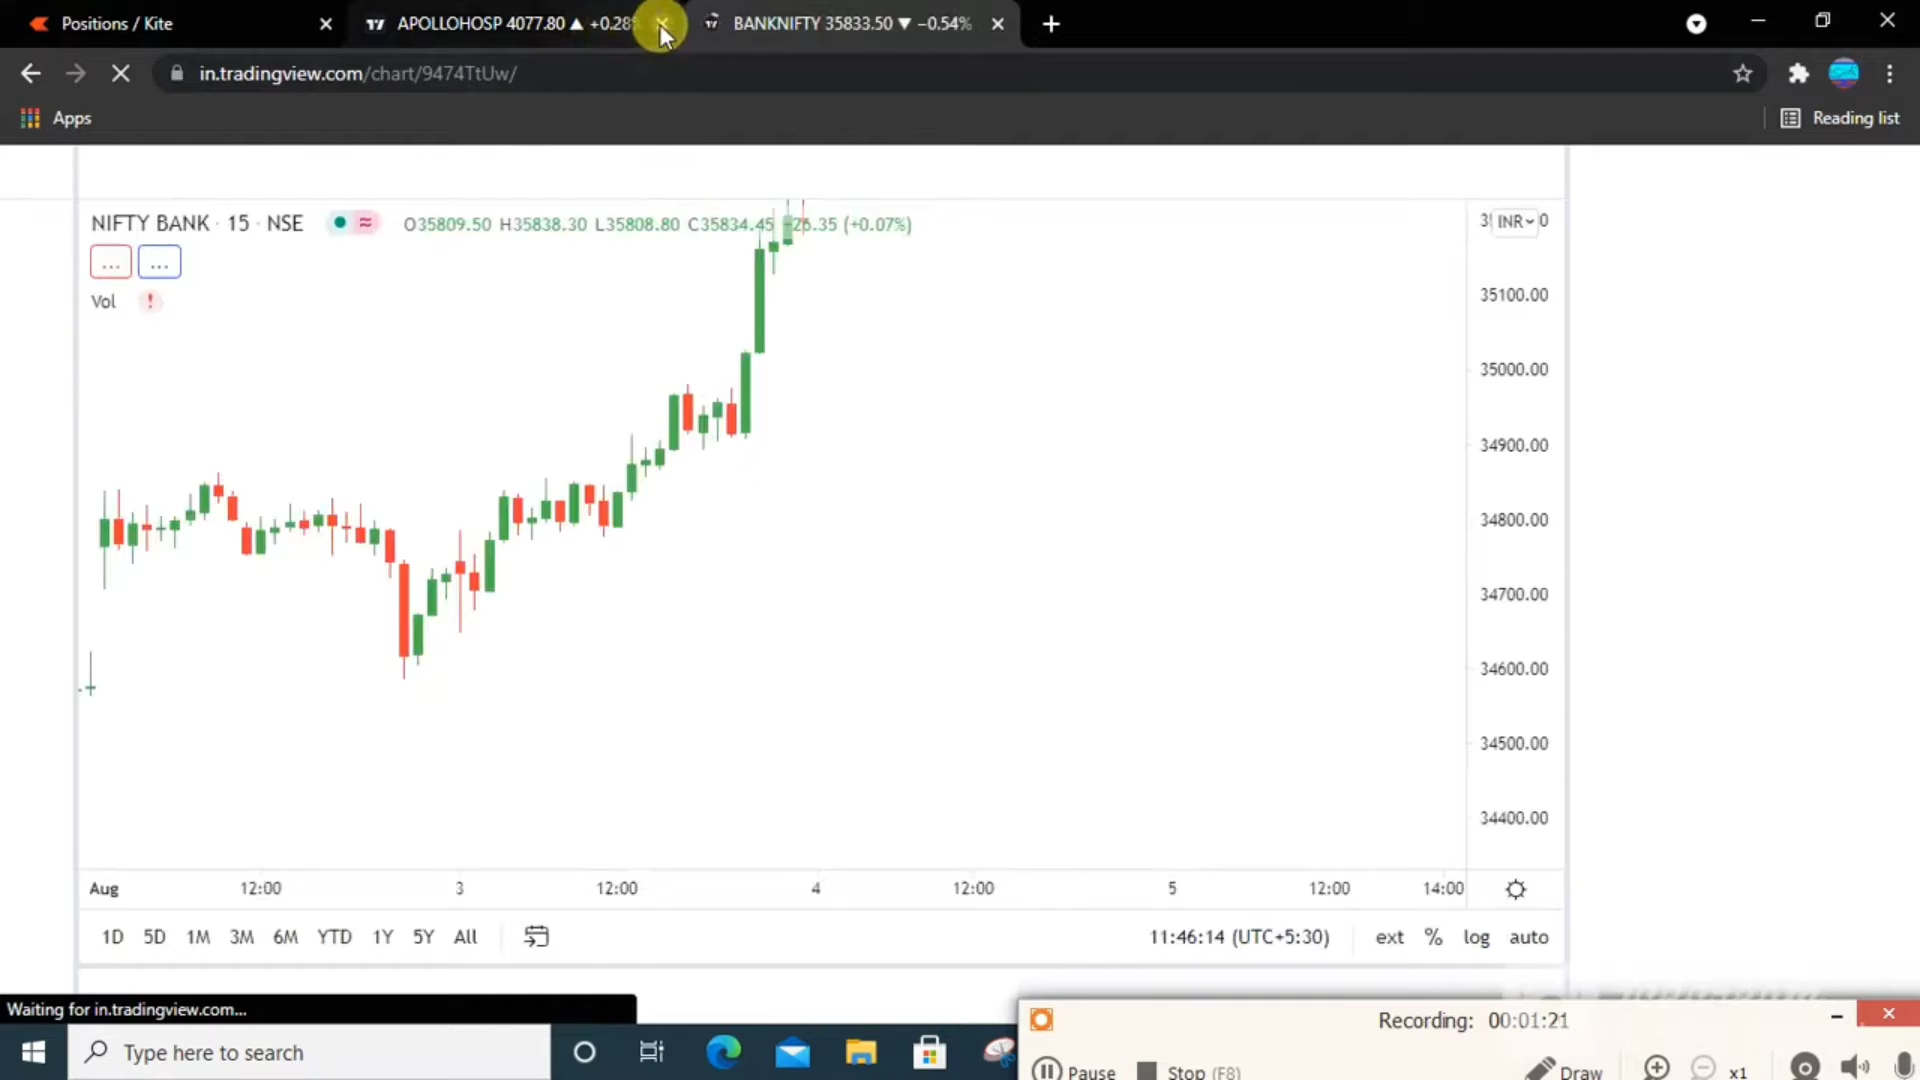 Positions / Kite
APOLLOHOSP 4077.80 ▲ +0.28
BANKNIFTY 35833.50 ▼ −0.54%
in.tradingview.com/chart/9474TtUw/
Apps
Reading list
NIFTY BANK · 15 · NSE
O35809.50 H35838.30 L35808.80 C35834.45 26.35 (+0.07%)
INR
... ...
Vol !
35100.00
35000.00
34900.00
34800.00
34700.00
34600.00
34500.00
34400.00
Aug 12:00 3 12:00 4 12:00 5 12:00 14:00
1D 5D 1M 3M 6M YTD 1Y 5Y All
11:46:14 (UTC+5:30)
ext % log auto
Waiting for in.tradingview.com...
Type here to search
Recording: 00:01:21
Pause Stop (F8) Draw x1